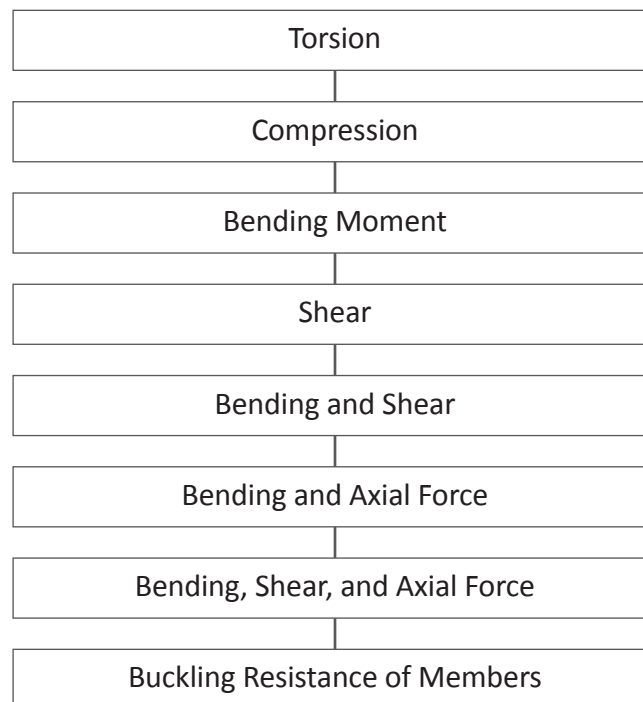 Torsion
Compression
Bending Moment
Shear
Bending and Shear
Bending and Axial Force
Bending, Shear, and Axial Force
Buckling Resistance of Members